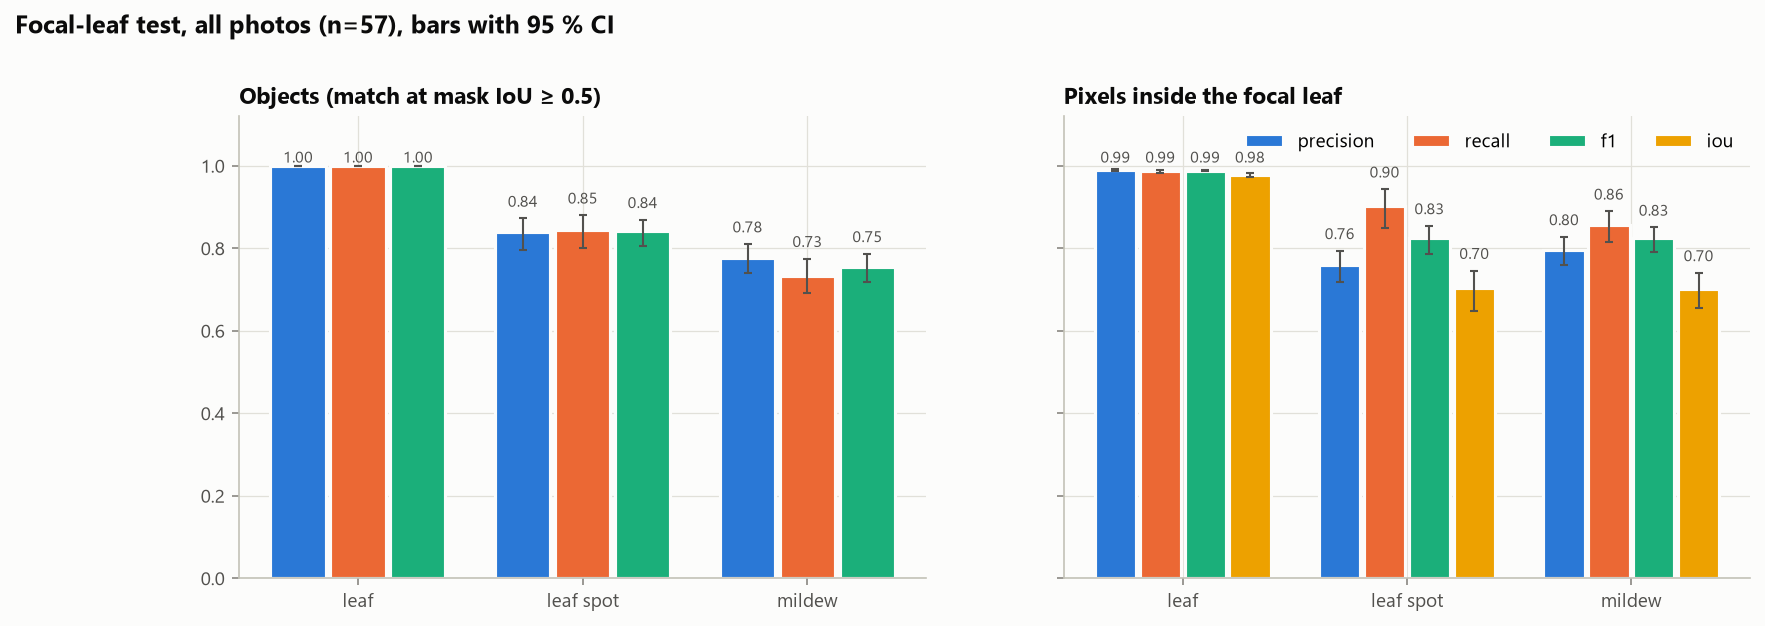 Focal-leaf test, all photos (n=57), bars with 95 % CI
Objects (match at mask IoU ≥ 0.5)
1.00 1.00 1.00
0.84 0.85 0.84
0.78 0.73 0.75
1.0
0.8
0.6
0.4
0.2
0.0
leaf leaf spot mildew
Pixels inside the focal leaf
precision recall f1 iou
0.99 0.99 0.99 0.98
0.76 0.90 0.83 0.70
0.80 0.86 0.83 0.70
leaf leaf spot mildew